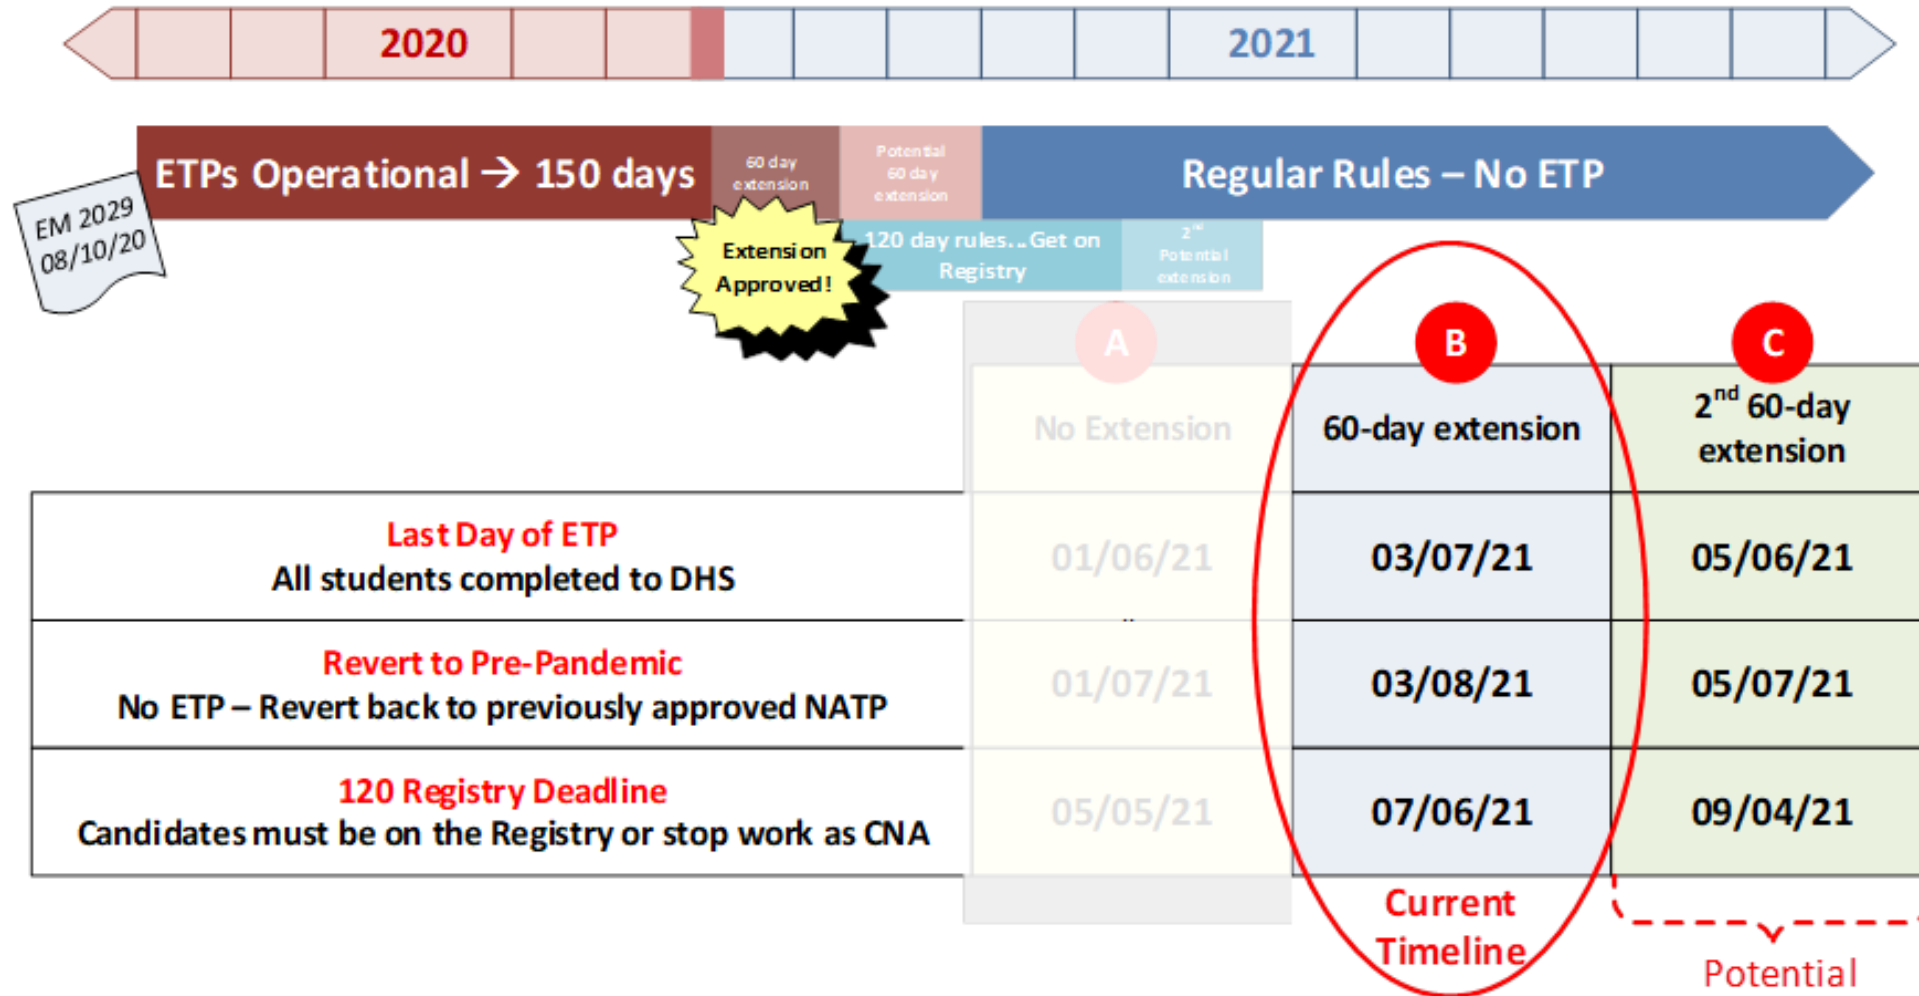 2020
2021
ETPs Operational → 150 days
60 day
extension
Potential
60 day
extension
Regular Rules – No ETP
EM 2029
08/10/20
Extension
Approved!
120 day rules...Get on
Registry
2nd
Potential
extension
A
B
C
No Extension
60-day extension
2nd 60-day
extension
Last Day of ETP
All students completed to DHS
01/06/21
03/07/21
05/06/21
Revert to Pre-Pandemic
No ETP – Revert back to previously approved NATP
01/07/21
03/08/21
05/07/21
120 Registry Deadline
Candidates must be on the Registry or stop work as CNA
05/05/21
07/06/21
09/04/21
Current
Timeline
Potential